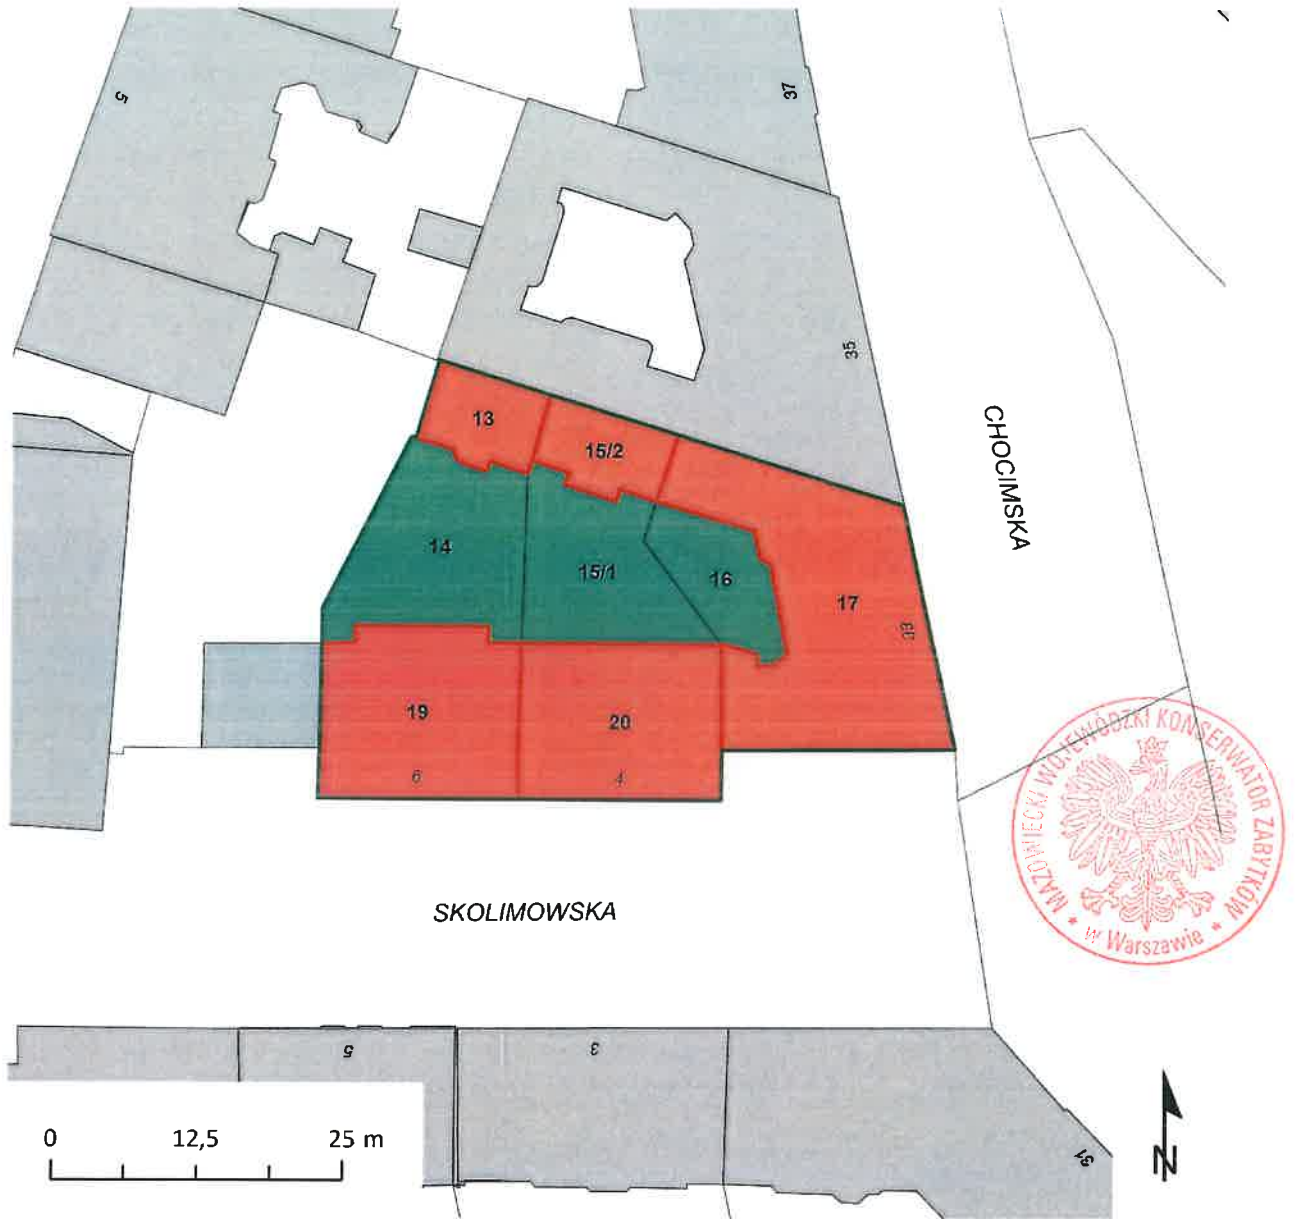 5
37
35
13
15/2
CHOCIMSKA
14
15/1
16
17
33
19
20
6
4
MAZOWIECKI WOJEWÓDZKI KONSERWATOR ZABYTKÓW
* w Warszawie *
SKOLIMOWSKA
5
3
31
0 12,5 25 m
N